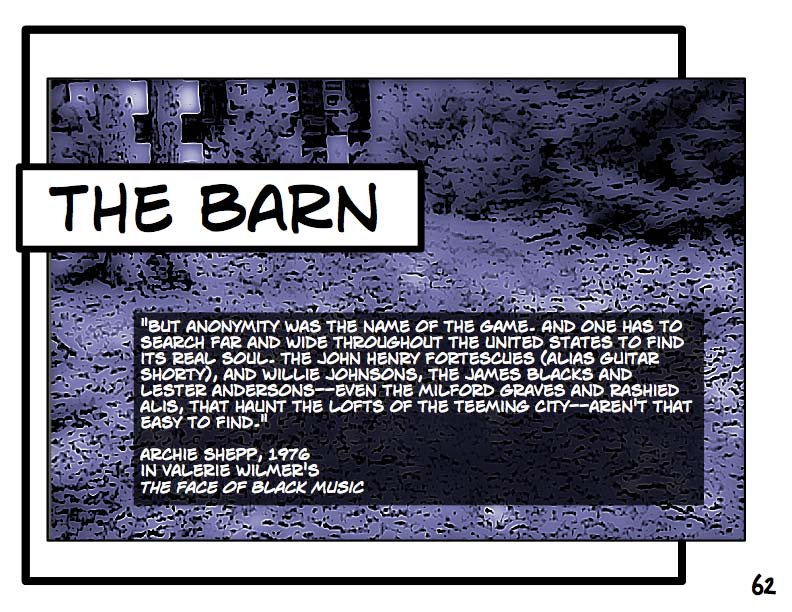 THE BARN
"BUT ANONYMITY WAS THE NAME OF THE GAME. AND ONE HAS TO
SEARCH FAR AND WIDE THROUGHOUT THE UNITED STATES TO FIND
ITS REAL SOUL. THE JOHN HENRY FORTESCUES (ALIAS GUITAR
SHORTY), AND WILLIE JOHNSONS, THE JAMES BLACKS AND
LESTER ANDERSONS--EVEN THE MILFORD GRAVES AND RASHIED
ALIS, THAT HAUNT THE LOFTS OF THE TEEMING CITY--AREN'T THAT
EASY TO FIND."
ARCHIE SHEPP, 1976
IN VALERIE WILMER'S
THE FACE OF BLACK MUSIC
62